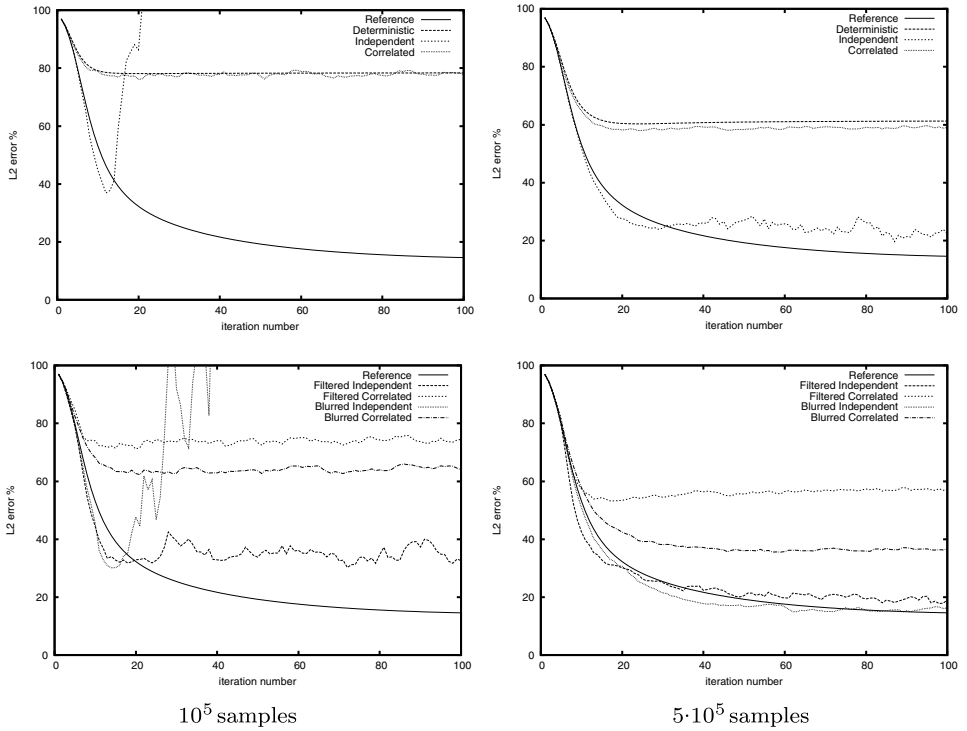 100
80
60
40
20
0
L2 error %
0 20 40 60 80 100
iteration number
Reference
Deterministic
Independent
Correlated
100
80
60
40
20
0
L2 error %
0 20 40 60 80 100
iteration number
Reference
Deterministic
Independent
Correlated
100
80
60
40
20
0
L2 error %
0 20 40 60 80 100
iteration number
Reference
Filtered Independent
Filtered Correlated
Blurred Independent
Blurred Correlated
10⁵ samples
100
80
60
40
20
0
L2 error %
0 20 40 60 80 100
iteration number
Reference
Filtered Independent
Filtered Correlated
Blurred Independent
Blurred Correlated
5·10⁵ samples